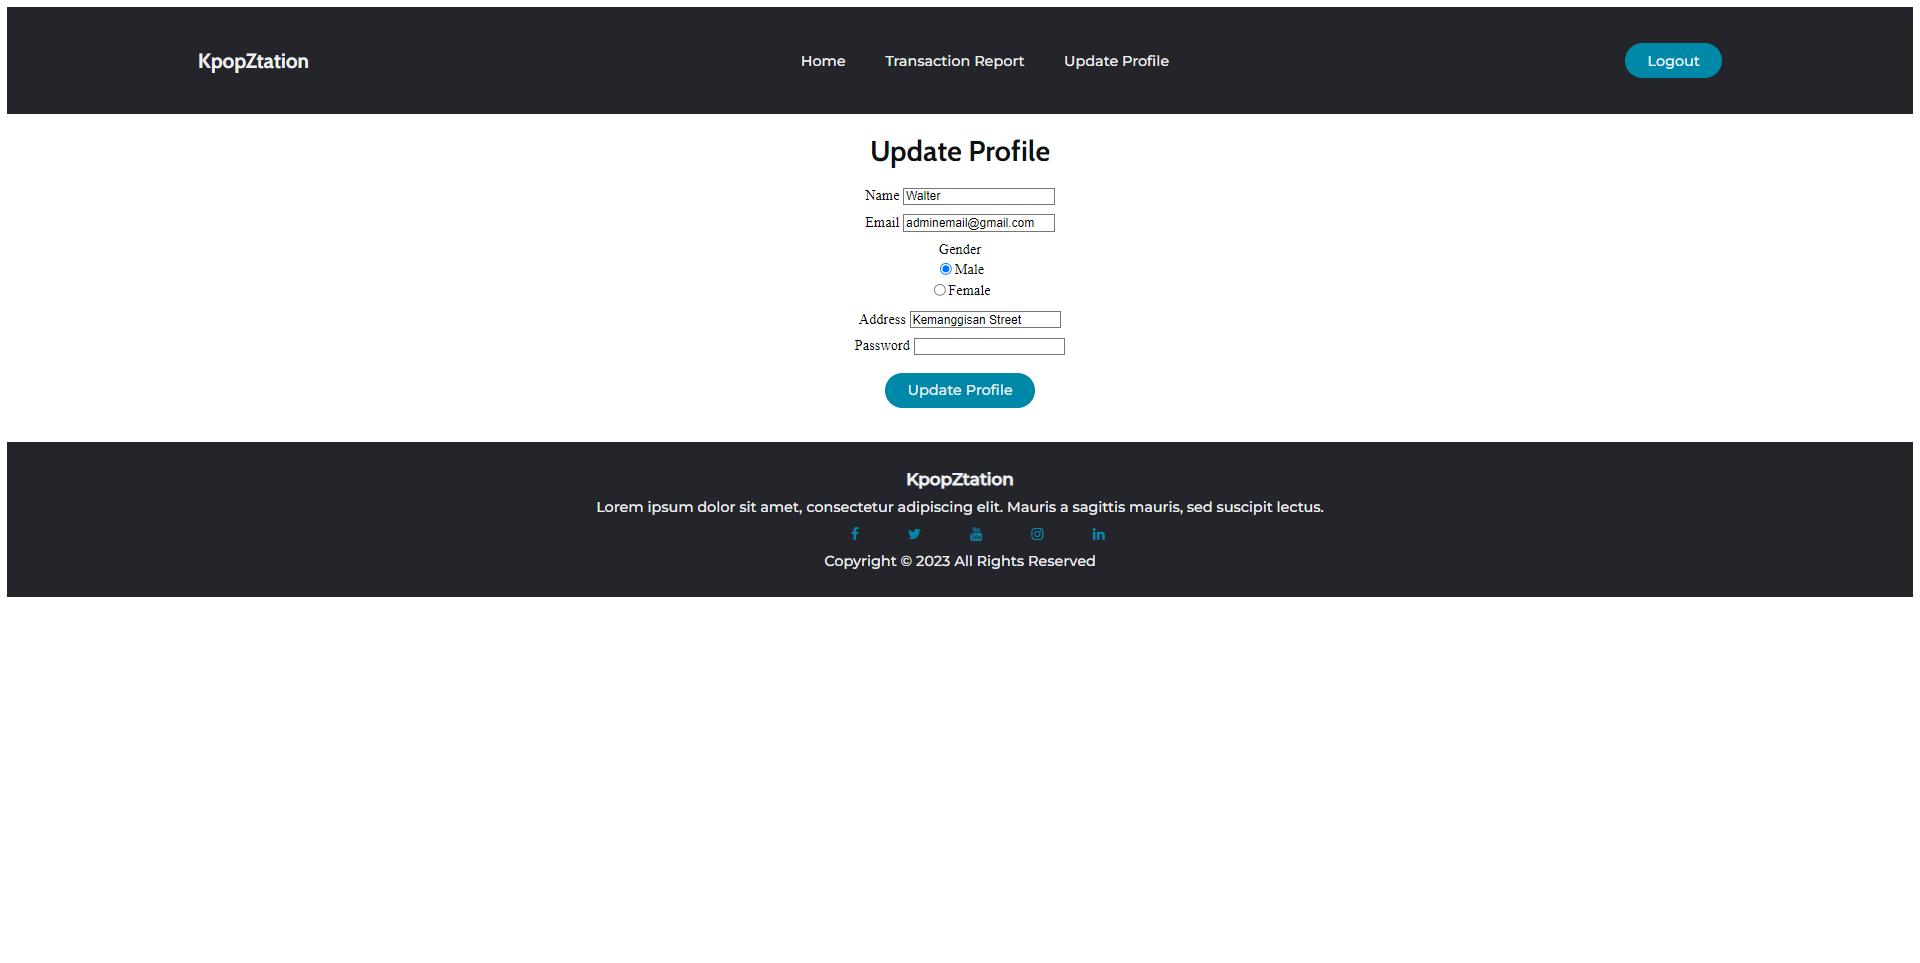 KpopZtation
Home Transaction Report Update Profile
Logout
Update Profile
Name Walter
Email adminemail@gmail.com
Gender
Male
Female
Address Kemanggisan Street
Password
Update Profile
KpopZtation
Lorem ipsum dolor sit amet, consectetur adipiscing elit. Mauris a sagittis mauris, sed suscipit lectus.
Copyright © 2023 All Rights Reserved